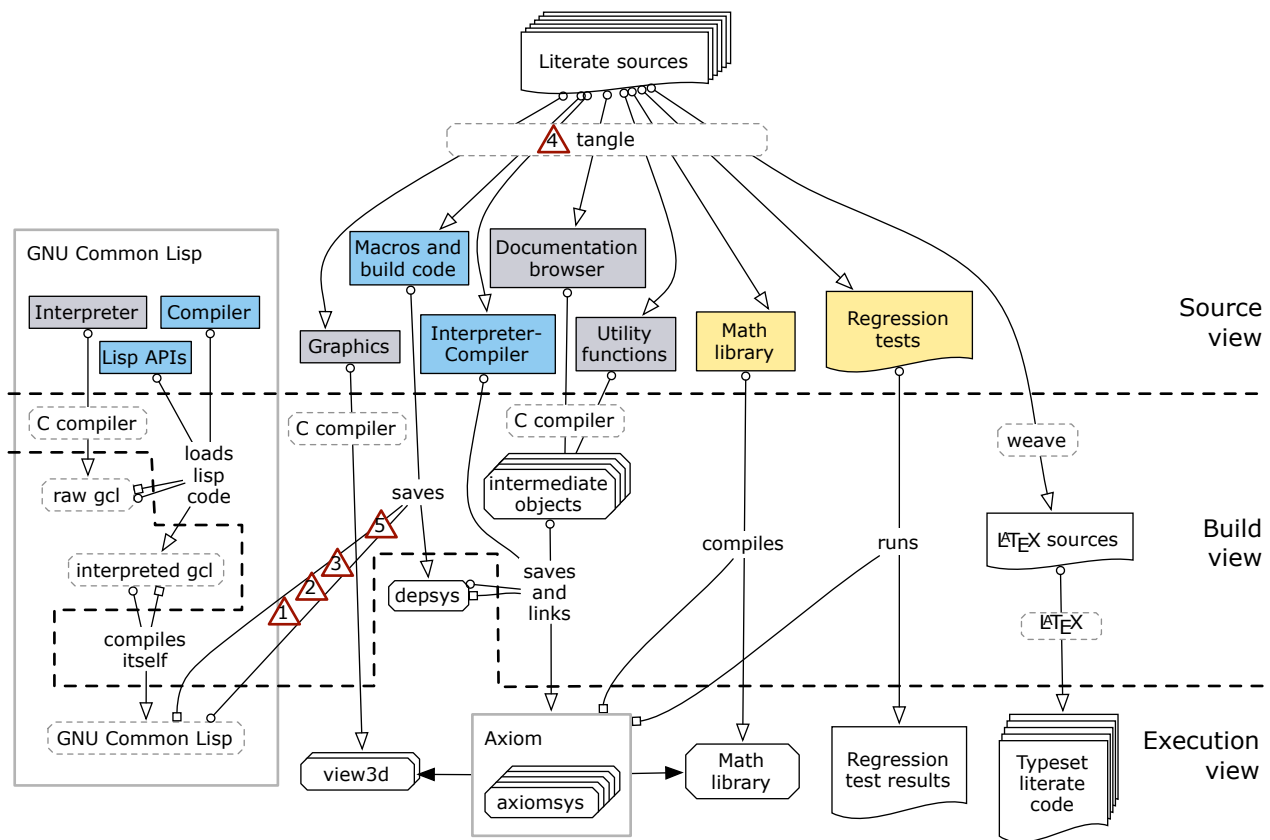 Literate sources
4 tangle
GNU Common Lisp
Macros and
build code
Documentation
browser
Interpreter
Compiler
Lisp APIs
Graphics
Interpreter-
Compiler
Utility
functions
Math
library
Regression
tests
Source
view
C compiler
C compiler
C compiler
weave
loads
lisp
code
raw gcl
saves
intermediate
objects
5
compiles
runs
LATEX sources
Build
view
interpreted gcl
3
2
1
depsys
saves
and
links
LATEX
compiles
itself
GNU Common Lisp
Axiom
view3d
axiomsys
Math
library
Regression
test results
Typeset
literate
code
Execution
view